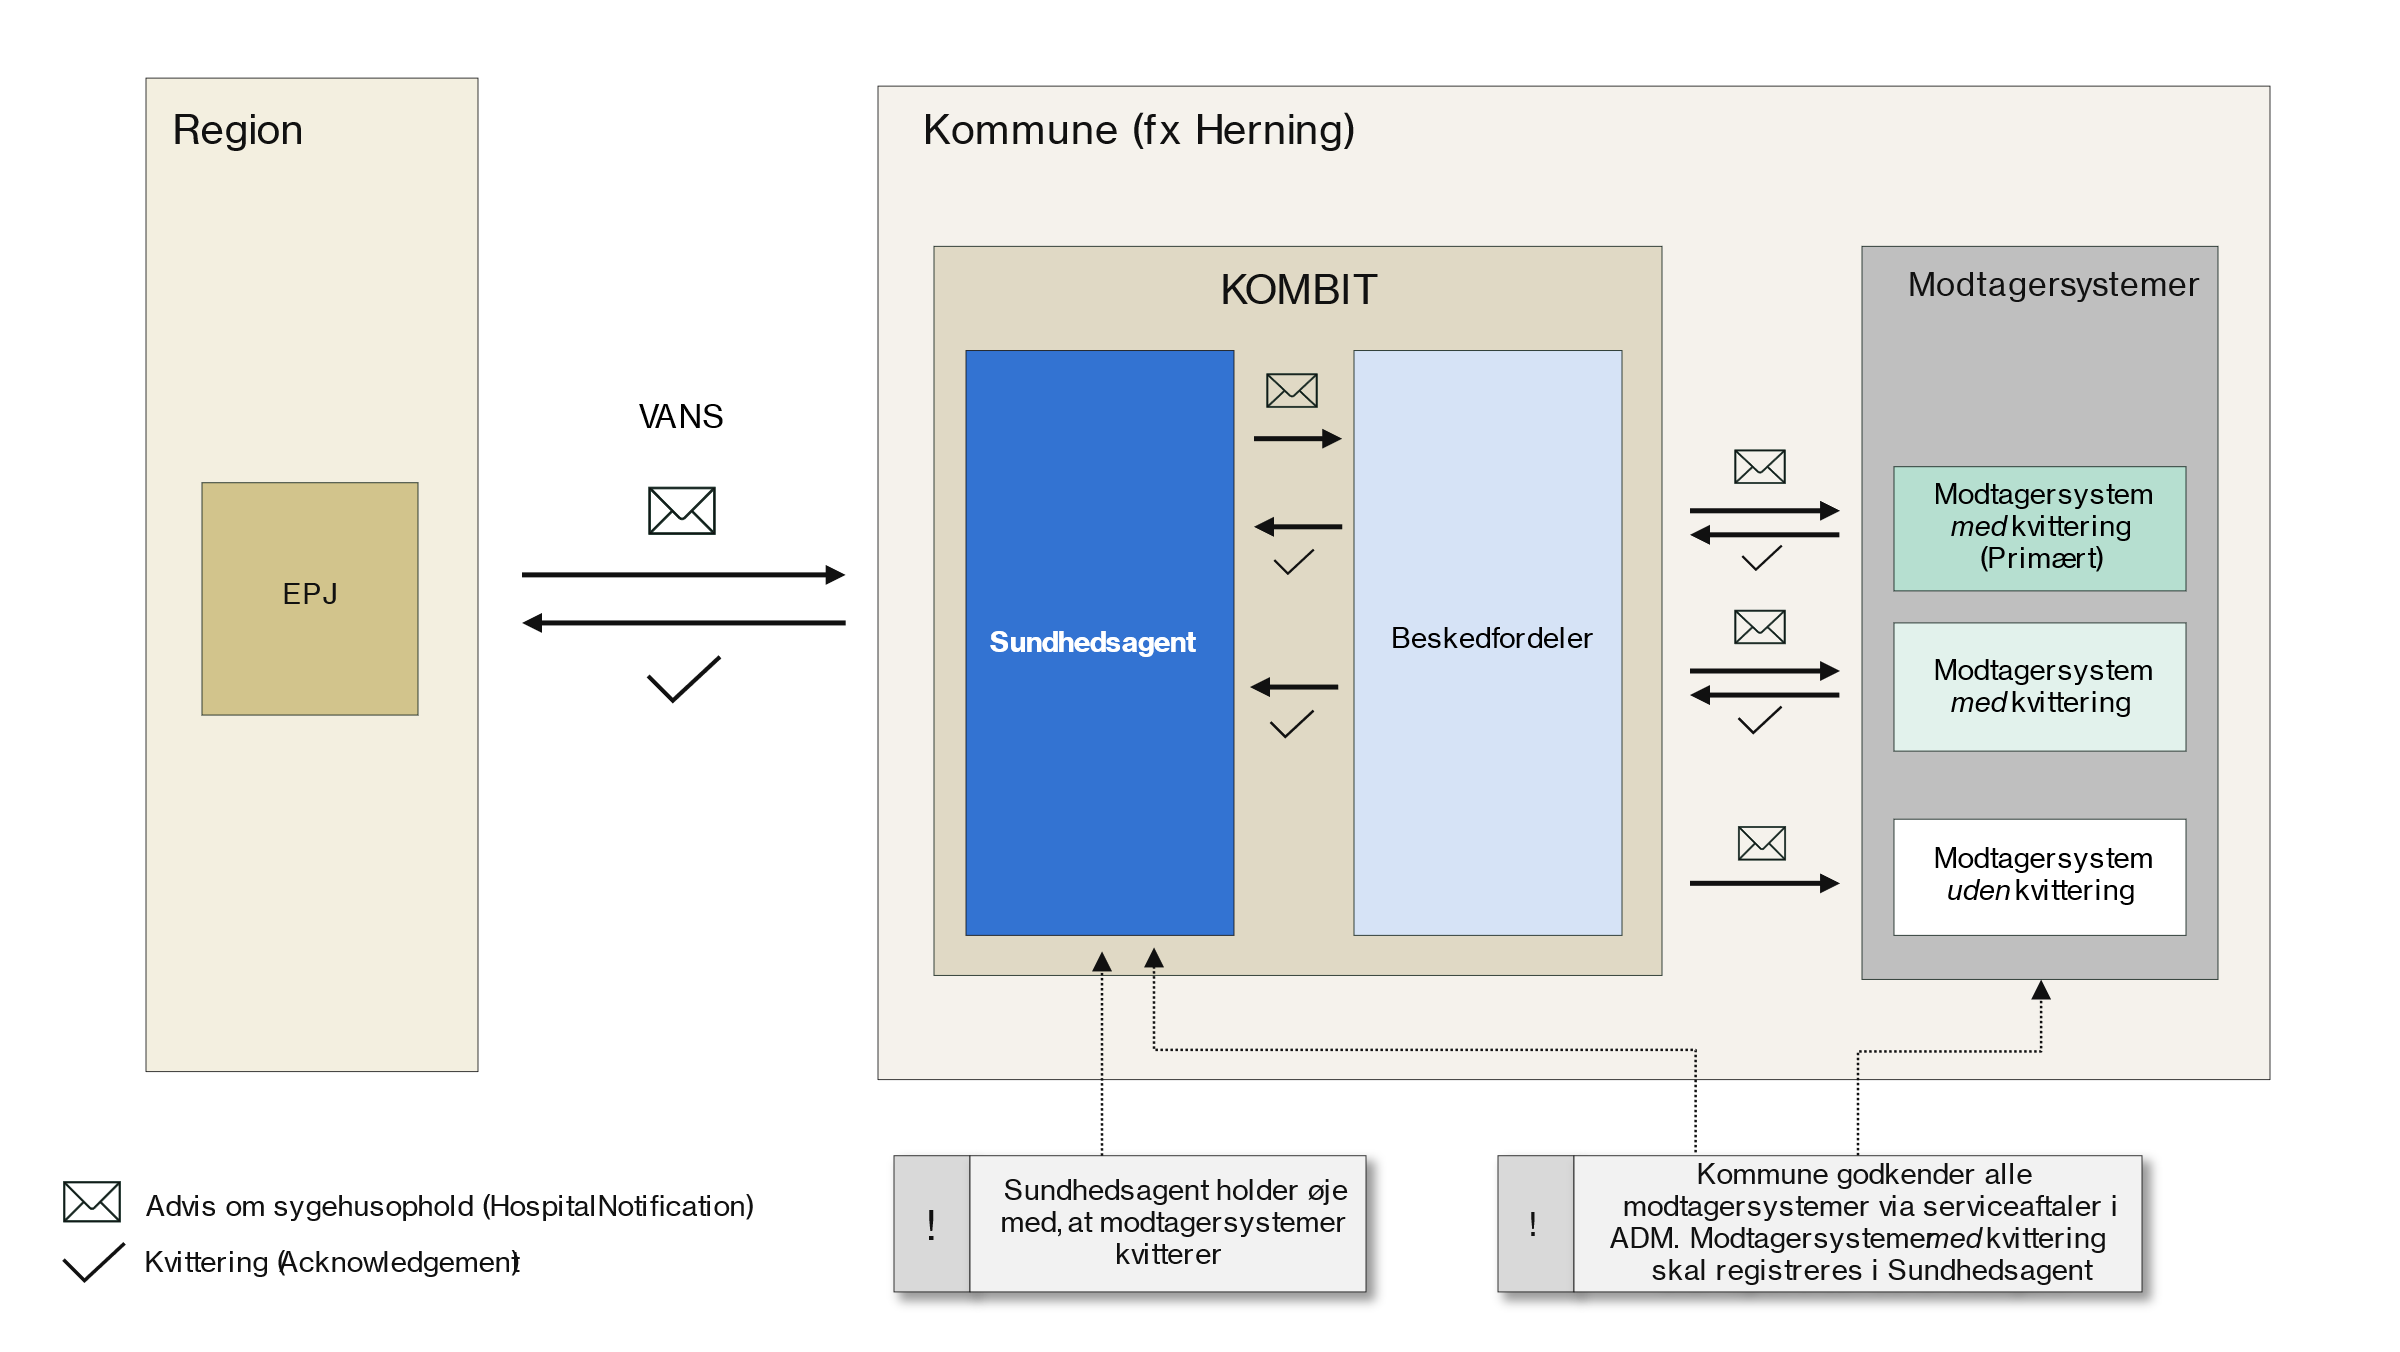 Region
Kommune (fx Herning)
KOMBIT
Modtagersystemer
VANS
EPJ
Sundhedsagent
Beskedfordeler
Modtagersystem
med kvittering
(Primært)
Modtagersystem
med kvittering
Modtagersystem
uden kvittering
Advis om sygehusophold (HospitalNotification)
Kvittering (Acknowledgement)
!
Sundhedsagent holder øje
med, at modtagersystemer
kvitterer
!
Kommune godkender alle
modtagersystemer via serviceaftaler i
ADM. Modtagersystemer med kvittering
skal registreres i Sundhedsagent